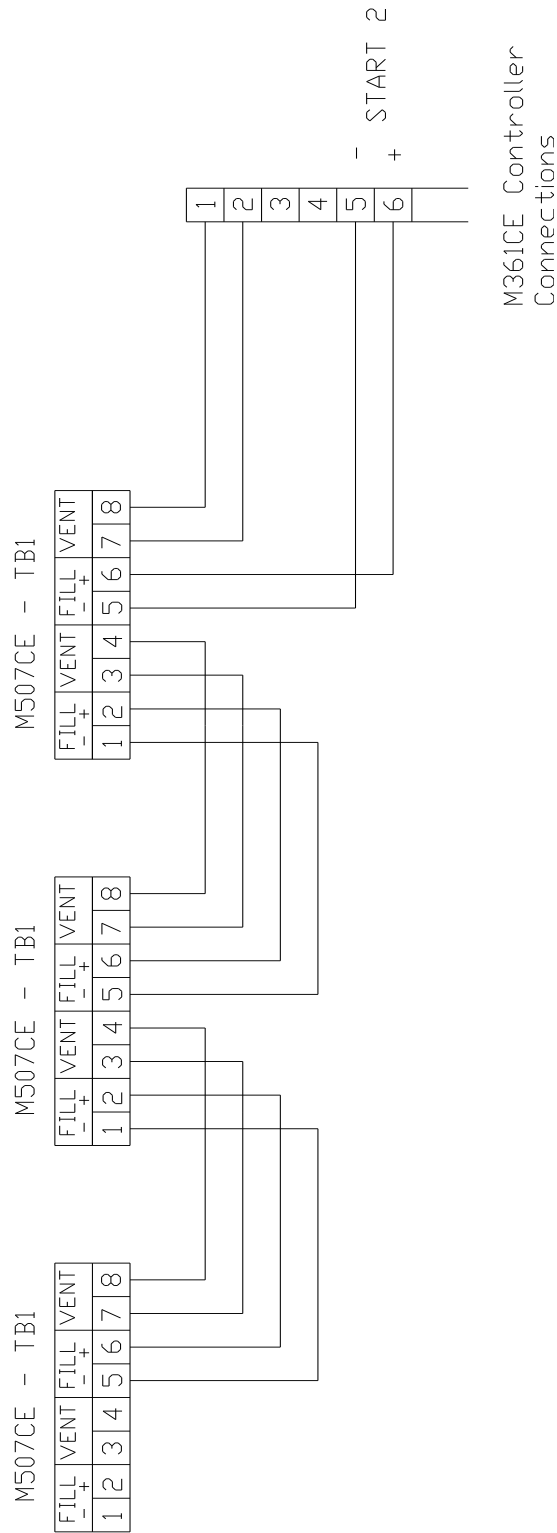 M507CE - TB1
FILL VENT FILL VENT
- + - +
1 2 3 4 5 6 7 8
M507CE - TB1
FILL VENT FILL VENT
- + - +
1 2 3 4 5 6 7 8
M507CE - TB1
FILL VENT FILL VENT
- + - +
1 2 3 4 5 6 7 8
1
2
3
4
5 -
6 +
START 2
M361CE Controller
Connections